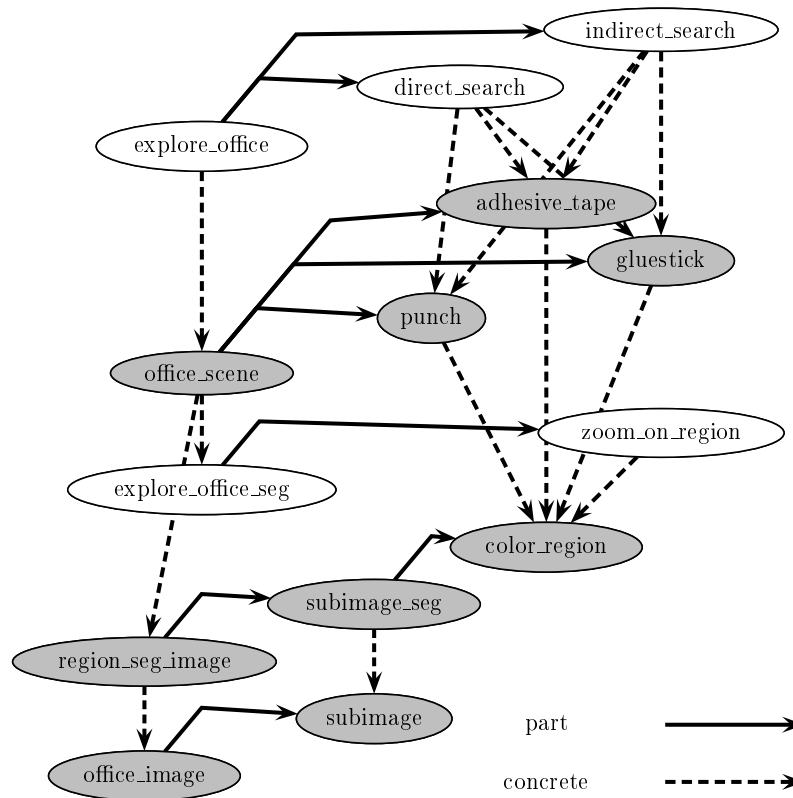 indirect_search
direct_search
explore_office
adhesive_tape
gluestick
punch
office_scene
zoom_on_region
explore_office_seg
color_region
subimage_seg
region_seg_image
subimage
part
office_image
concrete